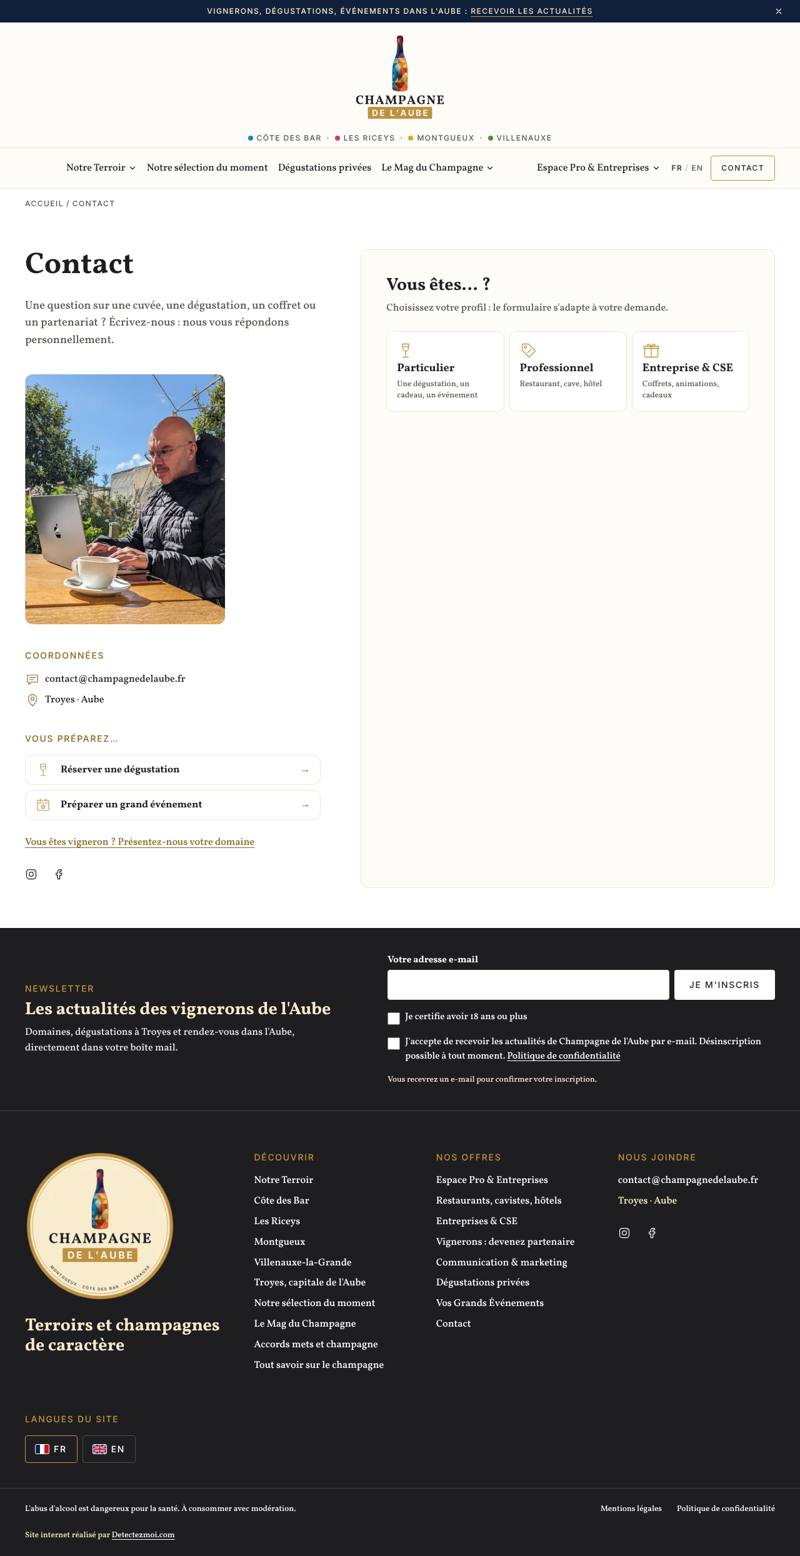 VIGNERONS, DÉGUSTATIONS, ÉVÉNEMENTS DANS L'AUBE : RECEVOIR LES ACTUALITÉS ×
CHAMPAGNE
DE L'AUBE
CÔTE DES BAR · LES RICEYS · MONTGUEUX · VILLENAUXE
Notre Terroir Notre sélection du moment Dégustations privées Le Mag du Champagne Espace Pro & Entreprises FR / EN CONTACT
ACCUEIL / CONTACT
Contact
Une question sur une cuvée, une dégustation, un coffret ou
un partenariat ? Écrivez-nous : nous vous répondons
personnellement.
COORDONNÉES
contact@champagnedelaube.fr
Troyes · Aube
VOUS PRÉPAREZ…
Réserver une dégustation →
Préparer un grand événement →
Vous êtes vigneron ? Présentez-nous votre domaine
Vous êtes… ?
Choisissez votre profil : le formulaire s'adapte à votre demande.
Particulier
Une dégustation, un
cadeau, un événement
Professionnel
Restaurant, cave, hôtel
Entreprise & CSE
Coffrets, animations,
cadeaux
NEWSLETTER
Les actualités des vignerons de l'Aube
Domaines, dégustations à Troyes et rendez-vous dans l'Aube,
directement dans votre boîte mail.
Votre adresse e-mail
JE M'INSCRIS
Je certifie avoir 18 ans ou plus
J'accepte de recevoir les actualités de Champagne de l'Aube par e-mail. Désinscription
possible à tout moment. Politique de confidentialité
Vous recevrez un e-mail pour confirmer votre inscription.
CHAMPAGNE
DE L'AUBE
MONTGUEUX · CÔTE DES BAR · VILLENAUXE
Terroirs et champagnes
de caractère
DÉCOUVRIR
Notre Terroir
Côte des Bar
Les Riceys
Montgueux
Villenauxe-la-Grande
Troyes, capitale de l'Aube
Notre sélection du moment
Le Mag du Champagne
Accords mets et champagne
Tout savoir sur le champagne
NOS OFFRES
Espace Pro & Entreprises
Restaurants, cavistes, hôtels
Entreprises & CSE
Vignerons : devenez partenaire
Communication & marketing
Dégustations privées
Vos Grands Événements
Contact
NOUS JOINDRE
contact@champagnedelaube.fr
Troyes · Aube
LANGUES DU SITE
FR EN
L'abus d'alcool est dangereux pour la santé. À consommer avec modération.
Mentions légales Politique de confidentialité
Site internet réalisé par Detectezmoi.com